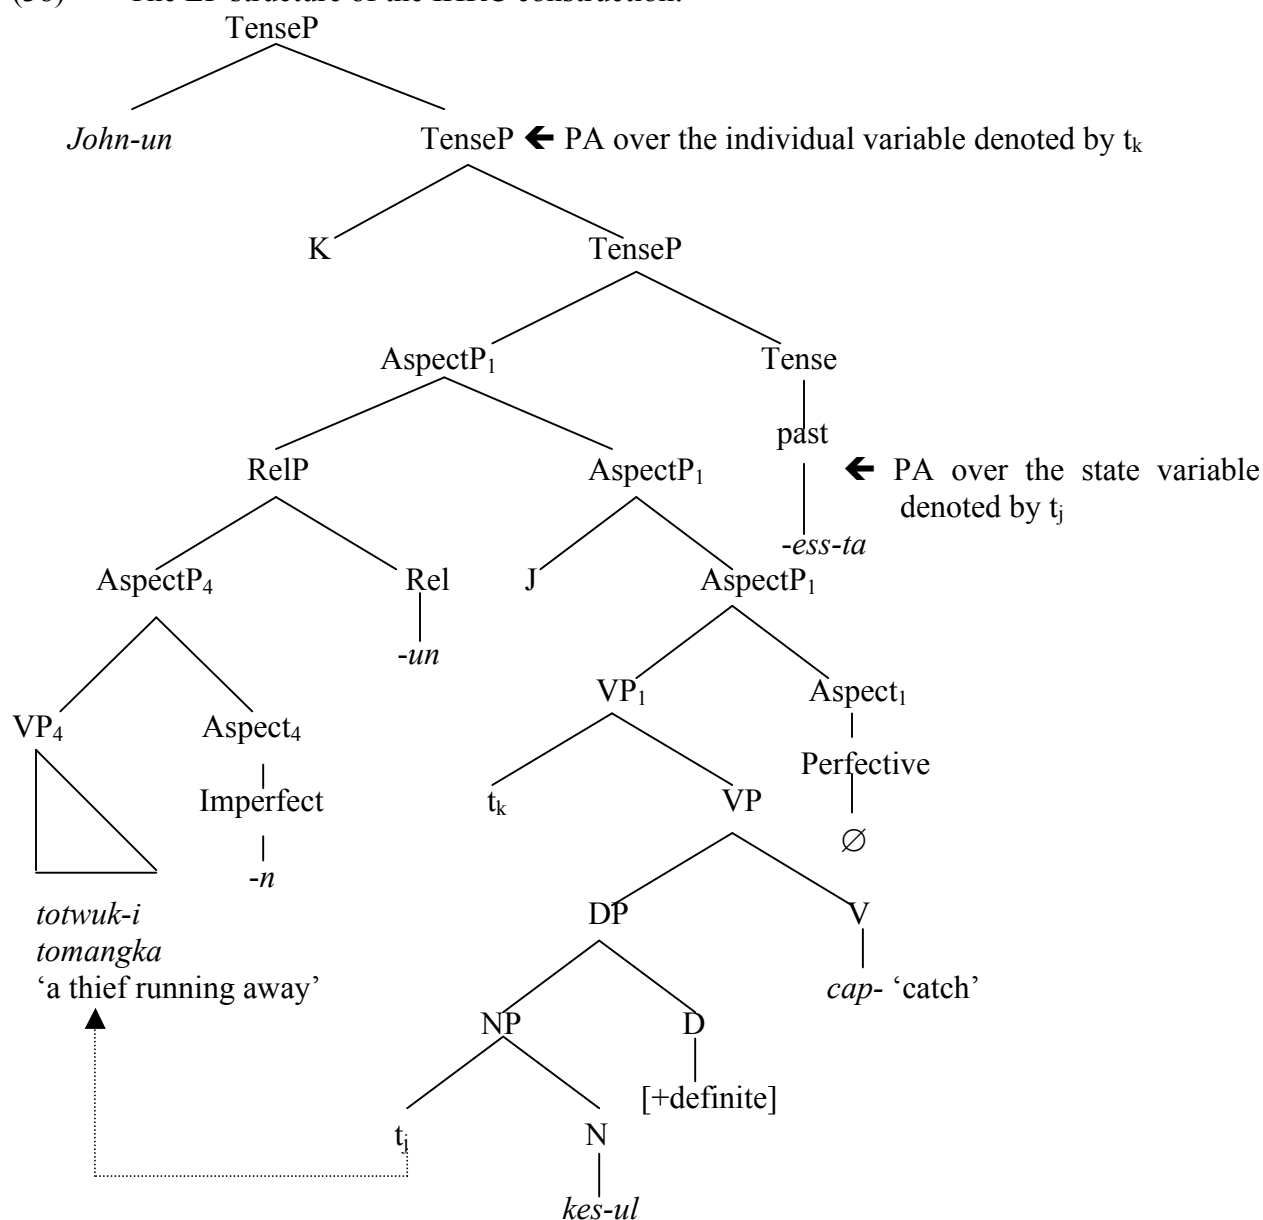 The structure of the construction
TenseP
John-un
TenseP 🡸 PA over the individual variable denoted by tₖ
K
TenseP
AspectP₁
Tense
past
RelP
AspectP₁
🡸 PA over the state variable
denoted by tⱼ
-ess-ta
AspectP₄
Rel
J
AspectP₁
-un
VP₁
Aspect₁
VP₄
Aspect₄
Perfective
Imperfect
tₖ
VP
∅
-n
totwuk-i
DP
V
tomangka
‘a thief running away’
cap- ‘catch’
NP
D
[+definite]
tⱼ
N
kes-ul